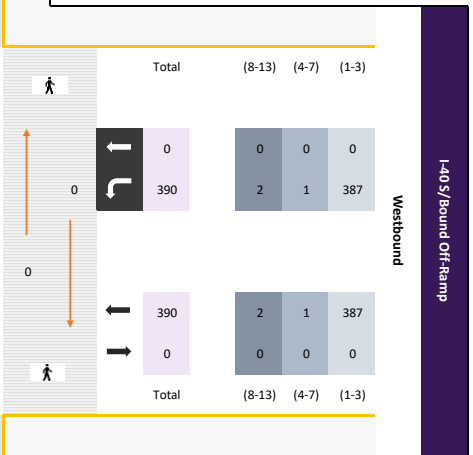 Total (8-13) (4-7) (1-3)
0 0 0 0
0 390 2 1 387
0
390 2 1 387
0 0 0 0
Total (8-13) (4-7) (1-3)
Westbound
I-40 S/Bound Off-Ramp